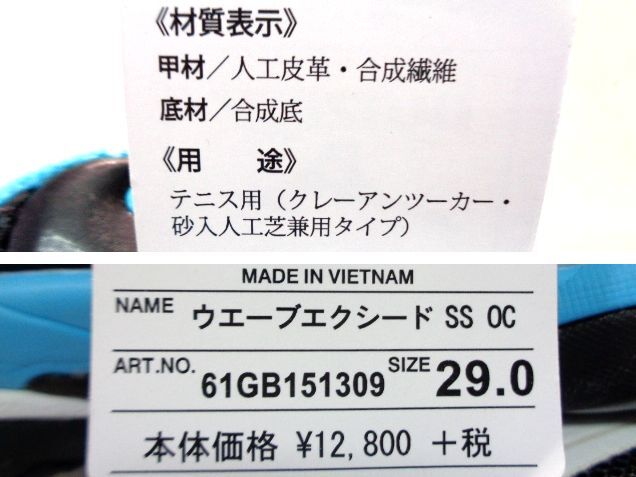 《材質表示》
甲材／人工皮革・合成繊維
底材／合成底
《用　　途》
テニス用（クレーアンツーカー・
砂入人工芝兼用タイプ）
MADE IN VIETNAM
NAME ウエーブエクシード SS OC
ART.NO. 61GB151309 SIZE 29.0
本体価格 ¥12,800 +税